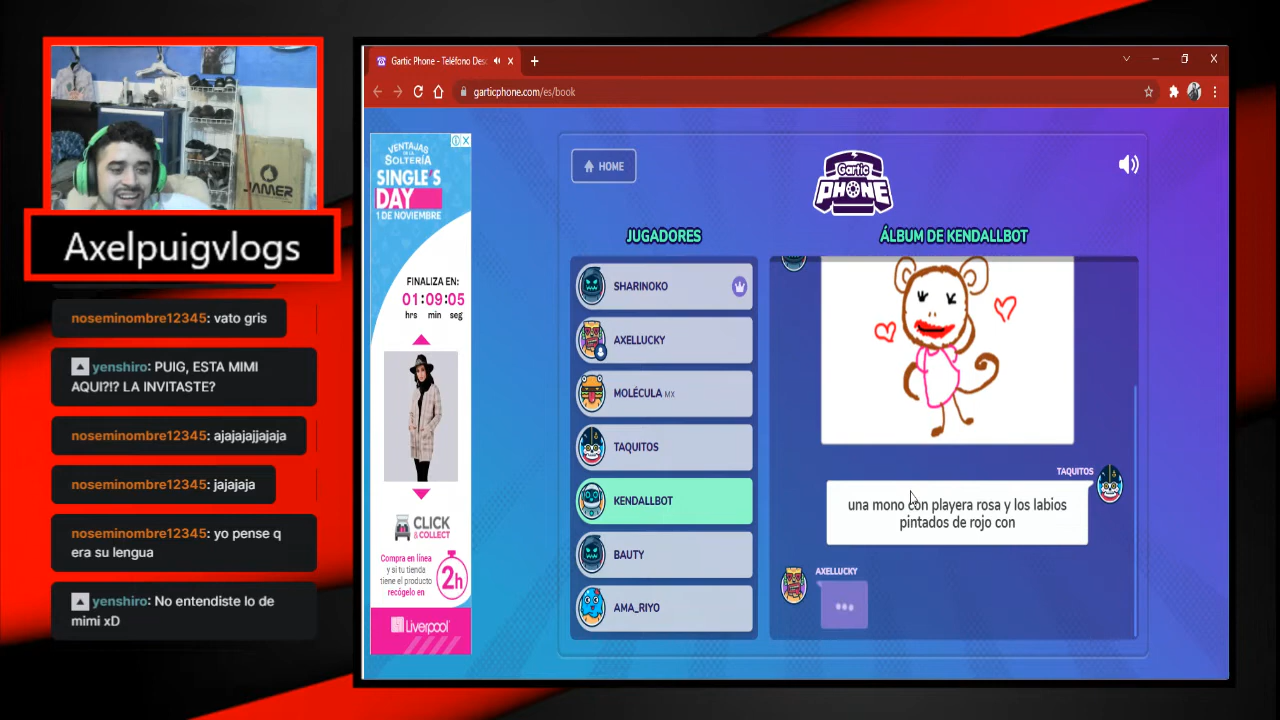 JAMER
Axelpuigvlogs
noseminombre12345: vato gris
yenshiro: PUIG, ESTA MIMI
AQUI?!? LA INVITASTE?
noseminombre12345: ajajajajjajaja
noseminombre12345: jajajaja
noseminombre12345: yo pense q
era su lengua
yenshiro: No entendiste lo de
mimi xD
Gartic Phone - Teléfono Des
garticphone.com/es/book
VENTAJAS
DE LA
SOLTERÍA
SINGLE'S
DAY
1 DE NOVIEMBRE
FINALIZA EN:
01:09:05
hrs min seg
CLICK
&COLLECT
Compra en línea
y si tu tienda
tiene el producto
recógelo en
2h
Liverpool
HOME
Gartic
PHONE
JUGADORES
SHARINOKO
AXELLUCKY
MOLÉCULA MX
TAQUITOS
KENDALLBOT
BAUTY
AMA_RIYO
ÁLBUM DE KENDALLBOT
TAQUITOS
una mono con playera rosa y los labios
pintados de rojo con
AXELLUCKY
...